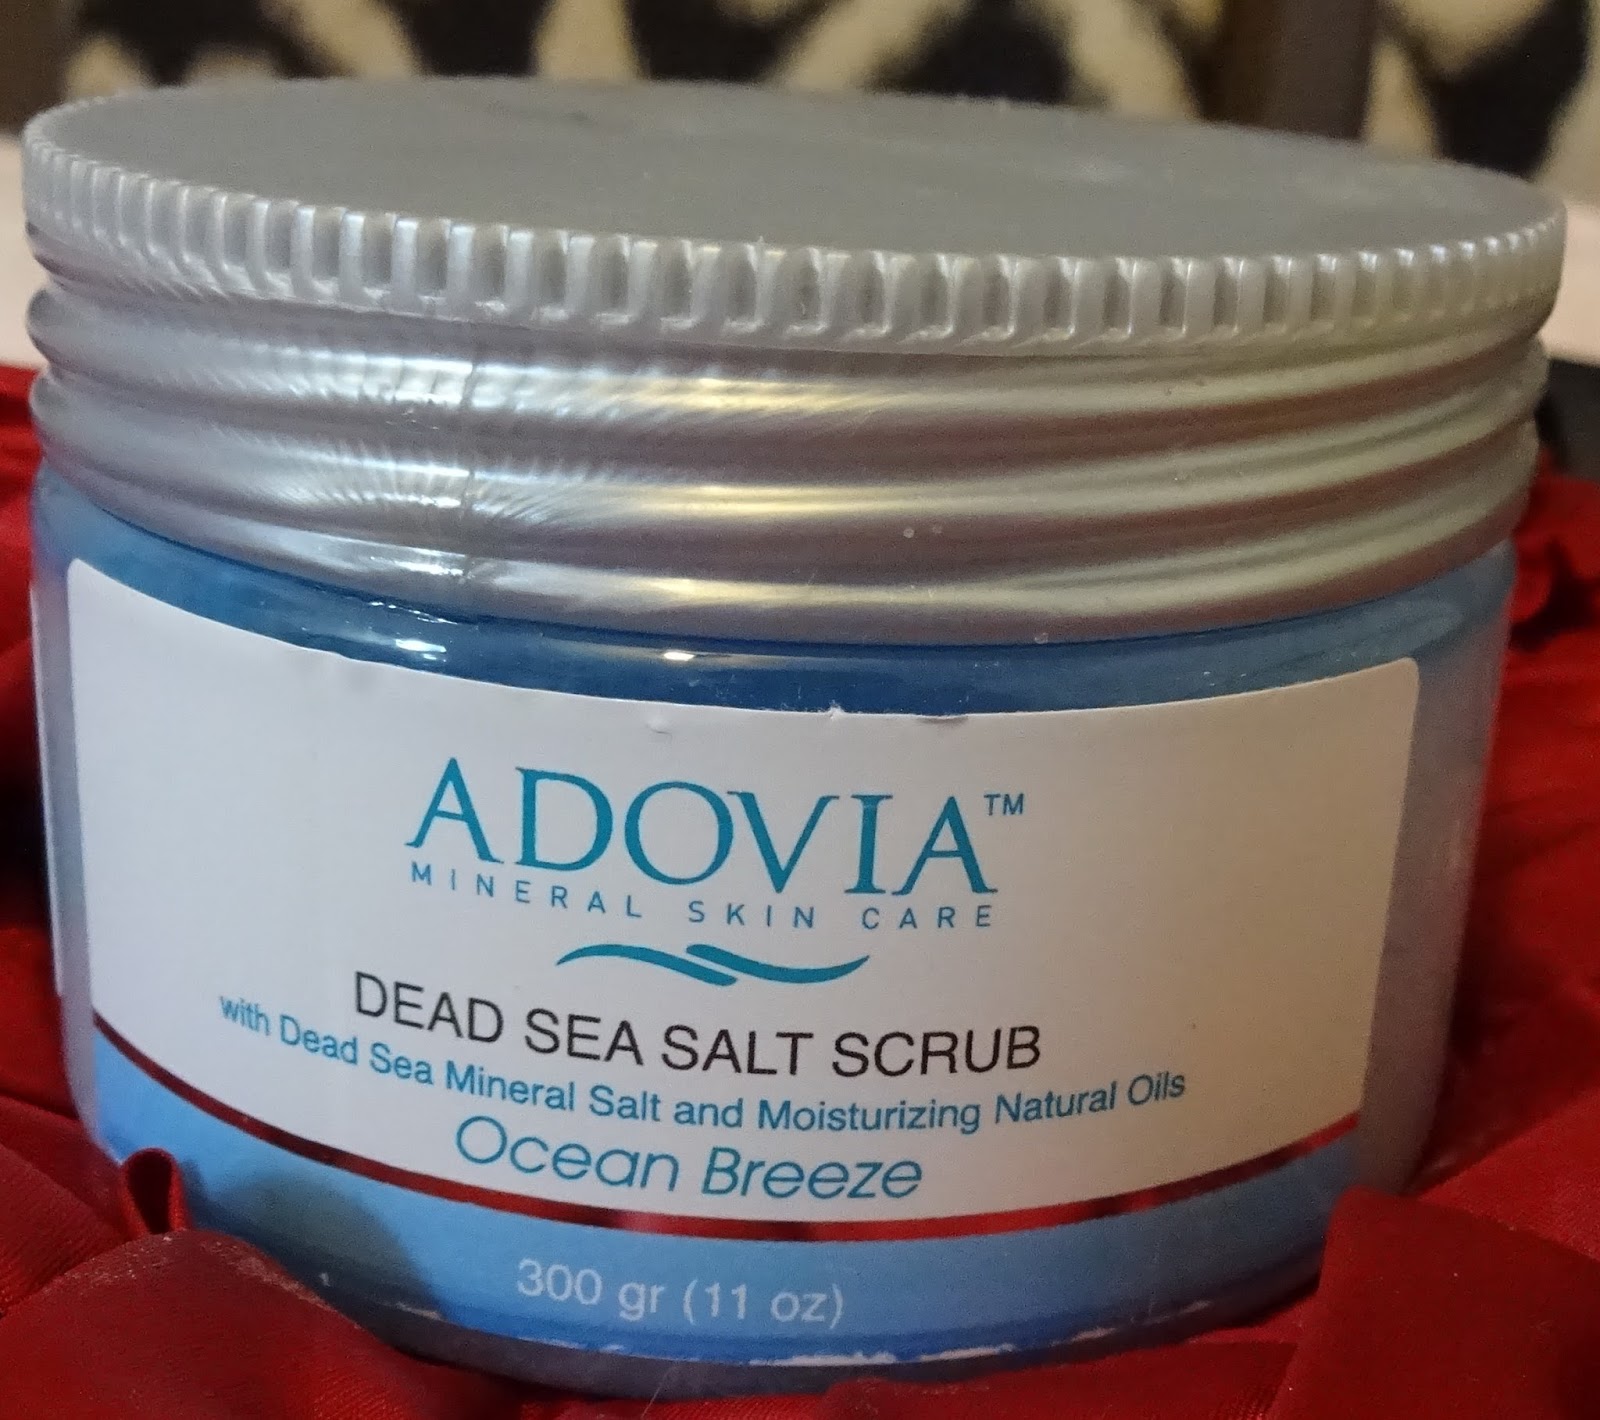 ADOVIA™
MINERAL SKIN CARE
DEAD SEA SALT SCRUB
with Dead Sea Mineral Salt and Moisturizing Natural Oils
Ocean Breeze
300 gr (11 oz)